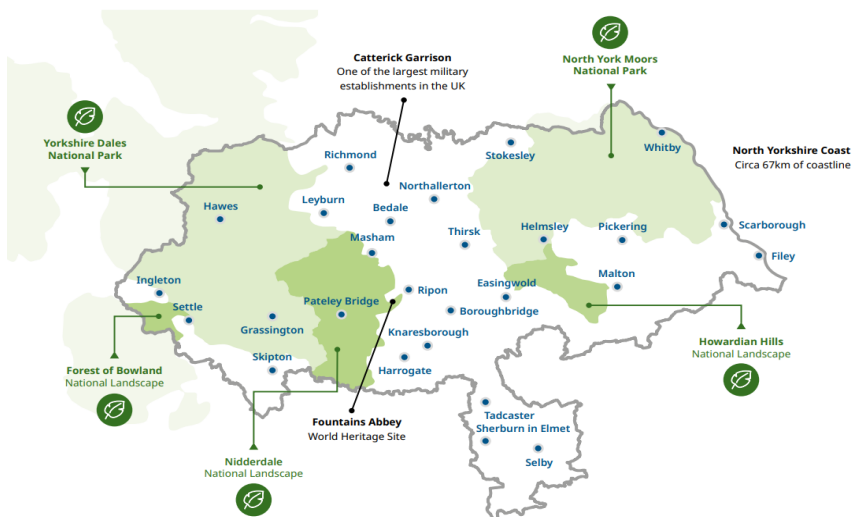 North York Moors
National Park
Catterick Garrison
One of the largest military
establishments in the UK
Yorkshire Dales
National Park
Richmond
Stokesley
Whitby
North Yorkshire Coast
Circa 67km of coastline
Leyburn
Northallerton
Hawes
Bedale
Masham
Thirsk
Helmsley
Pickering
Scarborough
Filey
Ingleton
Settle
Pateley Bridge
Ripon
Easingwold
Malton
Boroughbridge
Grassington
Knaresborough
Skipton
Harrogate
Howardian Hills
National Landscape
Forest of Bowland
National Landscape
Fountains Abbey
World Heritage Site
Tadcaster
Sherburn in Elmet
Selby
Nidderdale
National Landscape